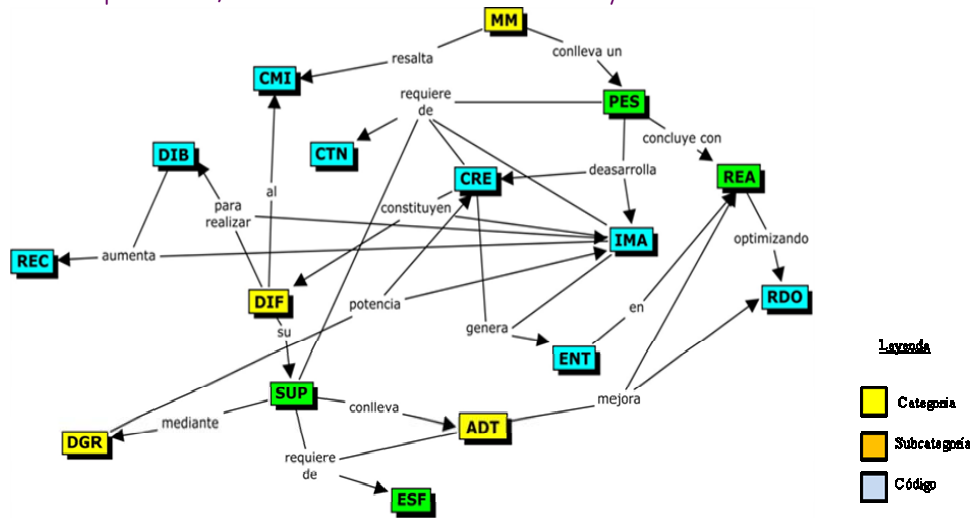 MM
resalta
conlleva un
CMI
requiere
de
PES
concluye con
CTN
DIB
CRE
deasarrolla
REA
al
para
realizar
constituyen
IMA
optimizando
REC
aumenta
DIF
potencia
en
RDO
su
genera
ENT
Leyenda
SUP
conlleva
mejora
Categoría
mediante
ADT
DGR
Subcategoría
requiere
de
Código
ESF